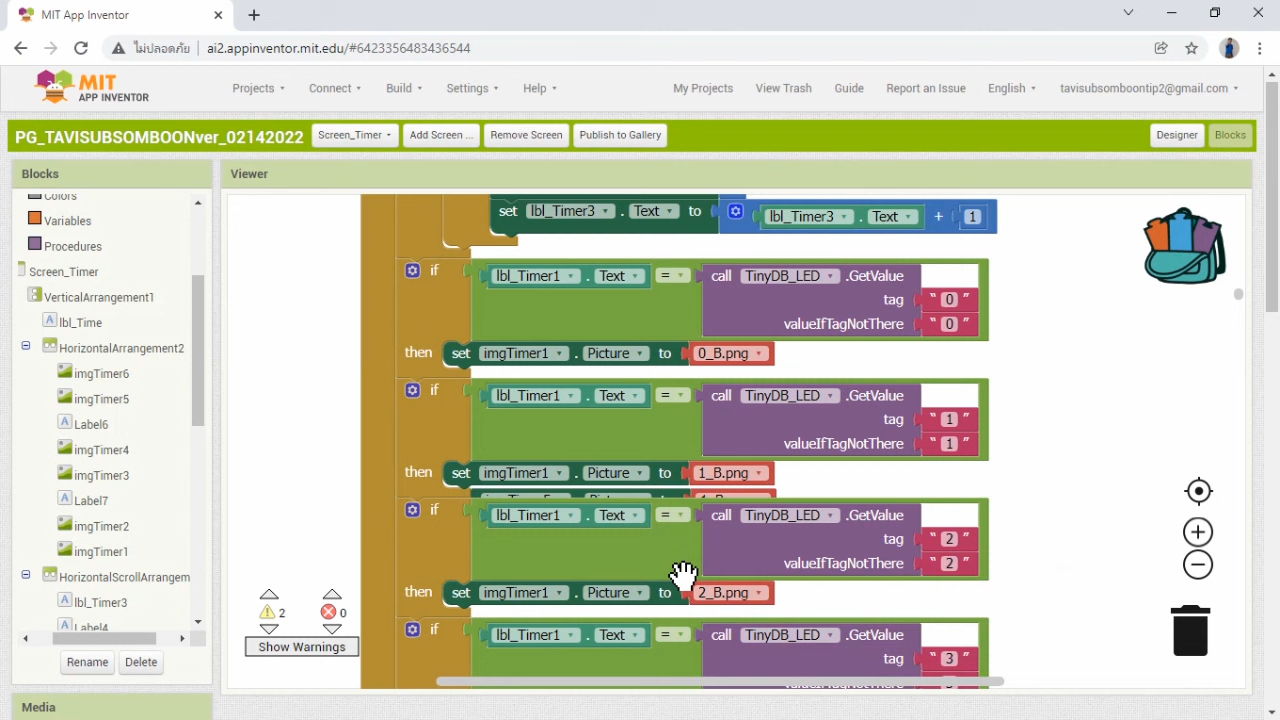 MIT App Inventor
ไม่ปลอดภัย ai2.appinventor.mit.edu/#6423356483436544
MIT
APP INVENTOR
Projects Connect Build Settings Help My Projects View Trash Guide Report an Issue English tavisubsomboontip2@gmail.com
PG_TAVISUBSOMBOONver_02142022 Screen_Timer Add Screen ... Remove Screen Publish to Gallery Designer Blocks
Blocks
Viewer
Colors
Variables
Procedures
Screen_Timer
VerticalArrangement1
lbl_Time
HorizontalArrangement2
imgTimer6
imgTimer5
Label6
imgTimer4
imgTimer3
Label7
imgTimer2
imgTimer1
HorizontalScrollArrangem
lbl_Timer3
Label4
Rename Delete
Media
set lbl_Timer3 . Text to lbl_Timer3 . Text + 1
if lbl_Timer1 . Text = call TinyDB_LED .GetValue
tag " 0 "
valueIfTagNotThere " 0 "
then set imgTimer1 . Picture to 0_B.png
if lbl_Timer1 . Text = call TinyDB_LED .GetValue
tag " 1 "
valueIfTagNotThere " 1 "
then set imgTimer1 . Picture to 1_B.png
if lbl_Timer1 . Text = call TinyDB_LED .GetValue
tag " 2 "
valueIfTagNotThere " 2 "
then set imgTimer1 . Picture to 2_B.png
if lbl_Timer1 . Text = call TinyDB_LED .GetValue
tag " 3 "
2 0
Show Warnings